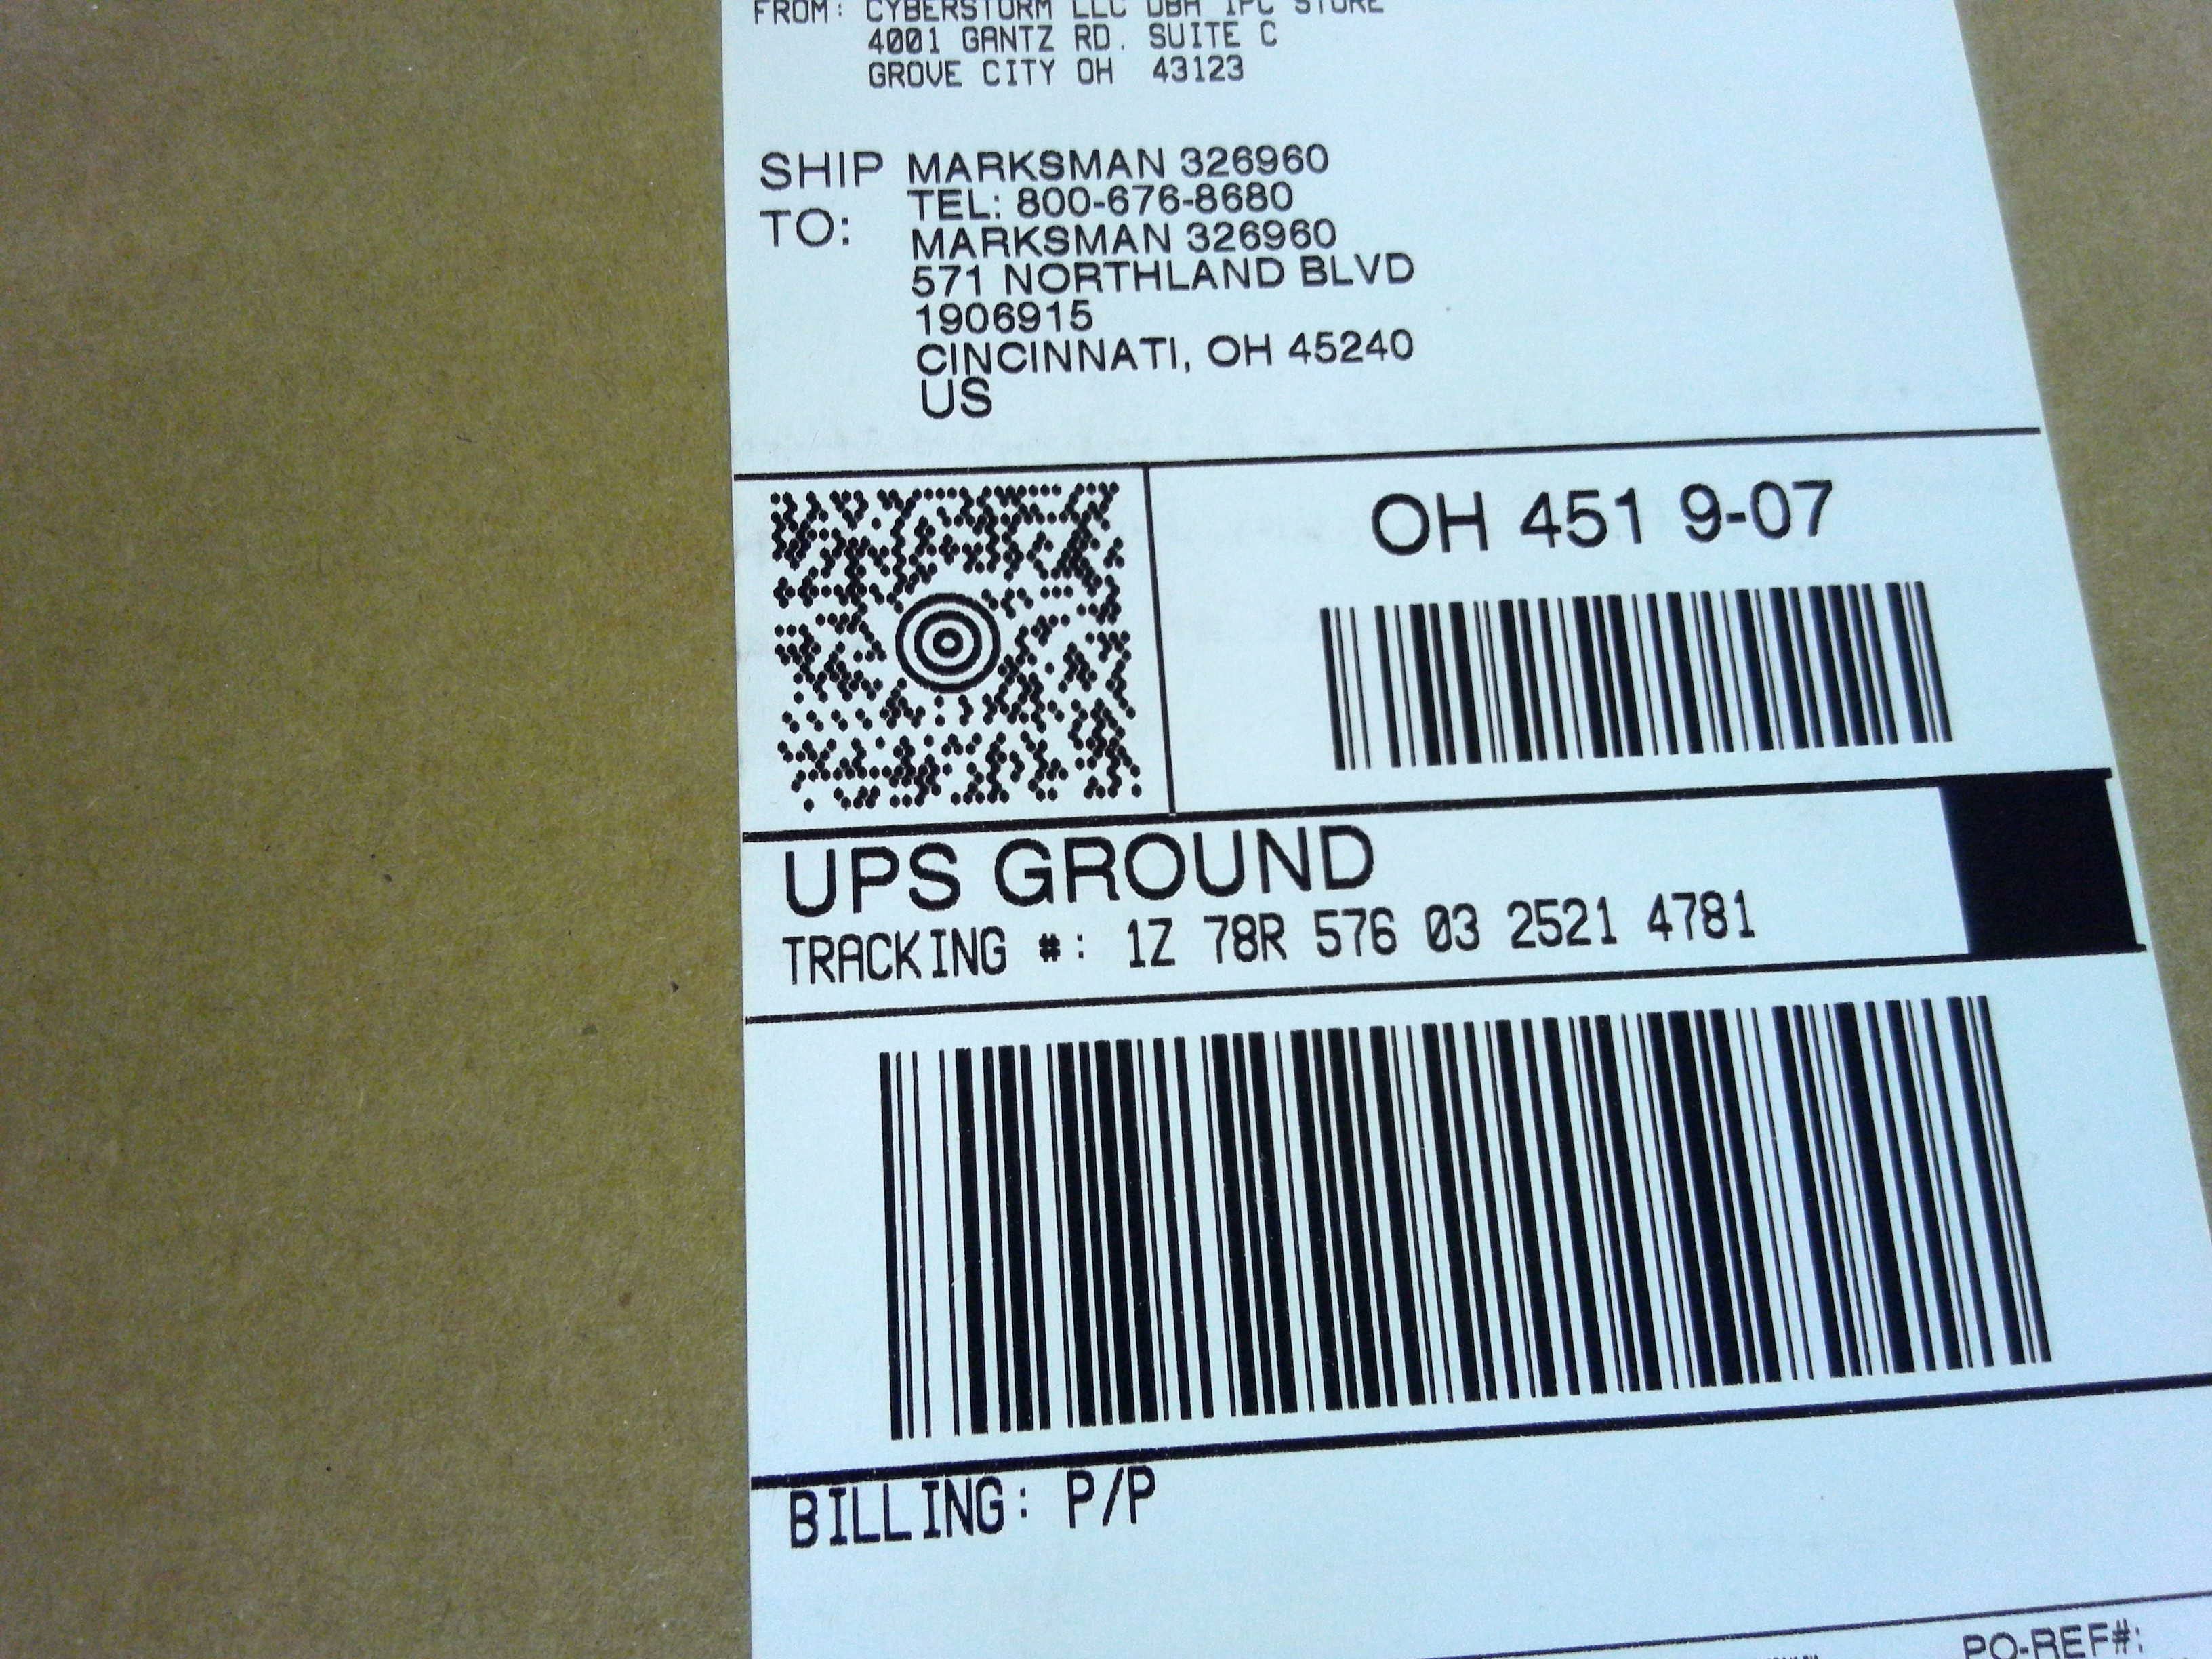 FROM: CYBERSTORM LLC DBA IPC STORE
4001 GANTZ RD. SUITE C
GROVE CITY OH 43123
SHIP TO:
MARKSMAN 326960
TEL: 800-676-8680
MARKSMAN 326960
571 NORTHLAND BLVD
1906915
CINCINNATI, OH 45240
US
OH 451 9-07
UPS GROUND
TRACKING #: 1Z 78R 576 03 2521 4781
BILLING: P/P
PO-REF#: